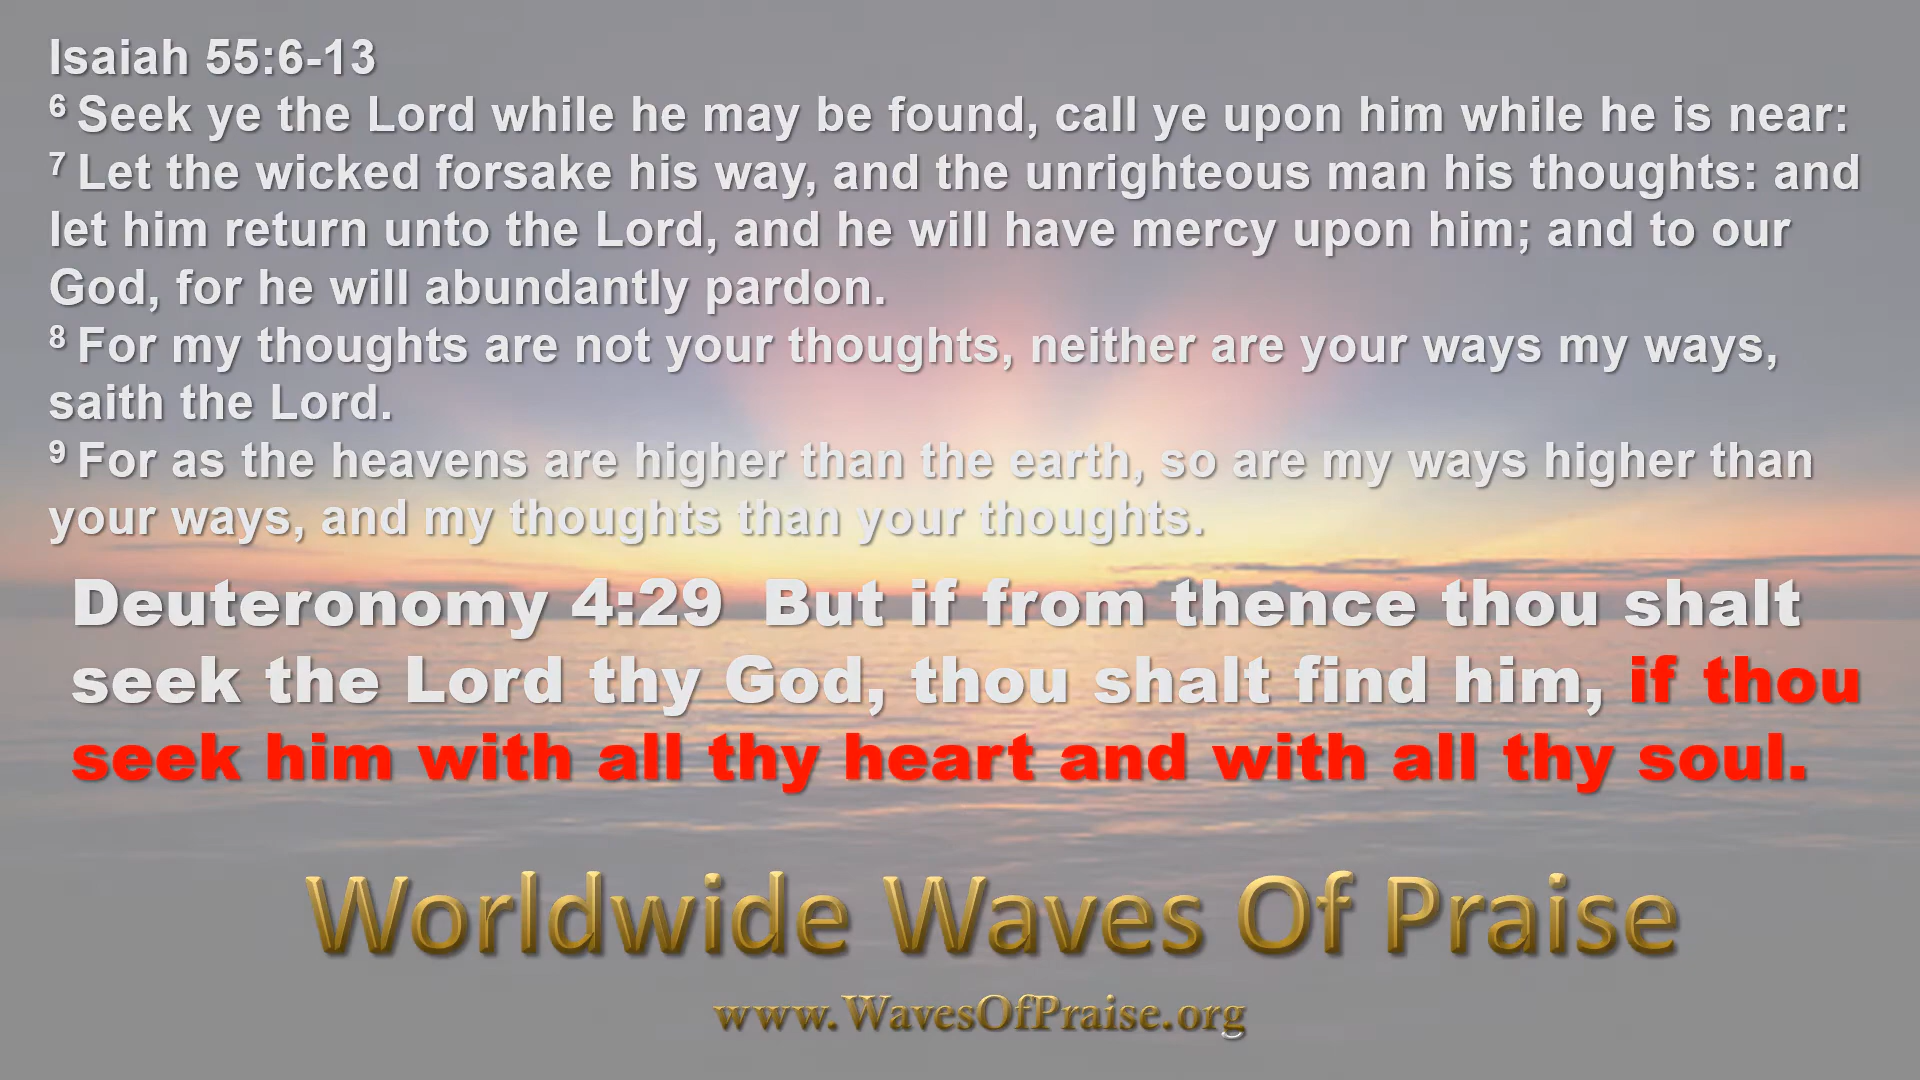 Isaiah 55:6-13
6 Seek ye the Lord while he may be found, call ye upon him while he is near:
7 Let the wicked forsake his way, and the unrighteous man his thoughts: and
let him return unto the Lord, and he will have mercy upon him; and to our
God, for he will abundantly pardon.
8 For my thoughts are not your thoughts, neither are your ways my ways,
saith the Lord.
9 For as the heavens are higher than the earth, so are my ways higher than
your ways, and my thoughts than your thoughts.
Deuteronomy 4:29 But if from thence thou shalt
seek the Lord thy God, thou shalt find him, if thou
seek him with all thy heart and with all thy soul.
Worldwide Waves Of Praise
www.WavesOfPraise.org